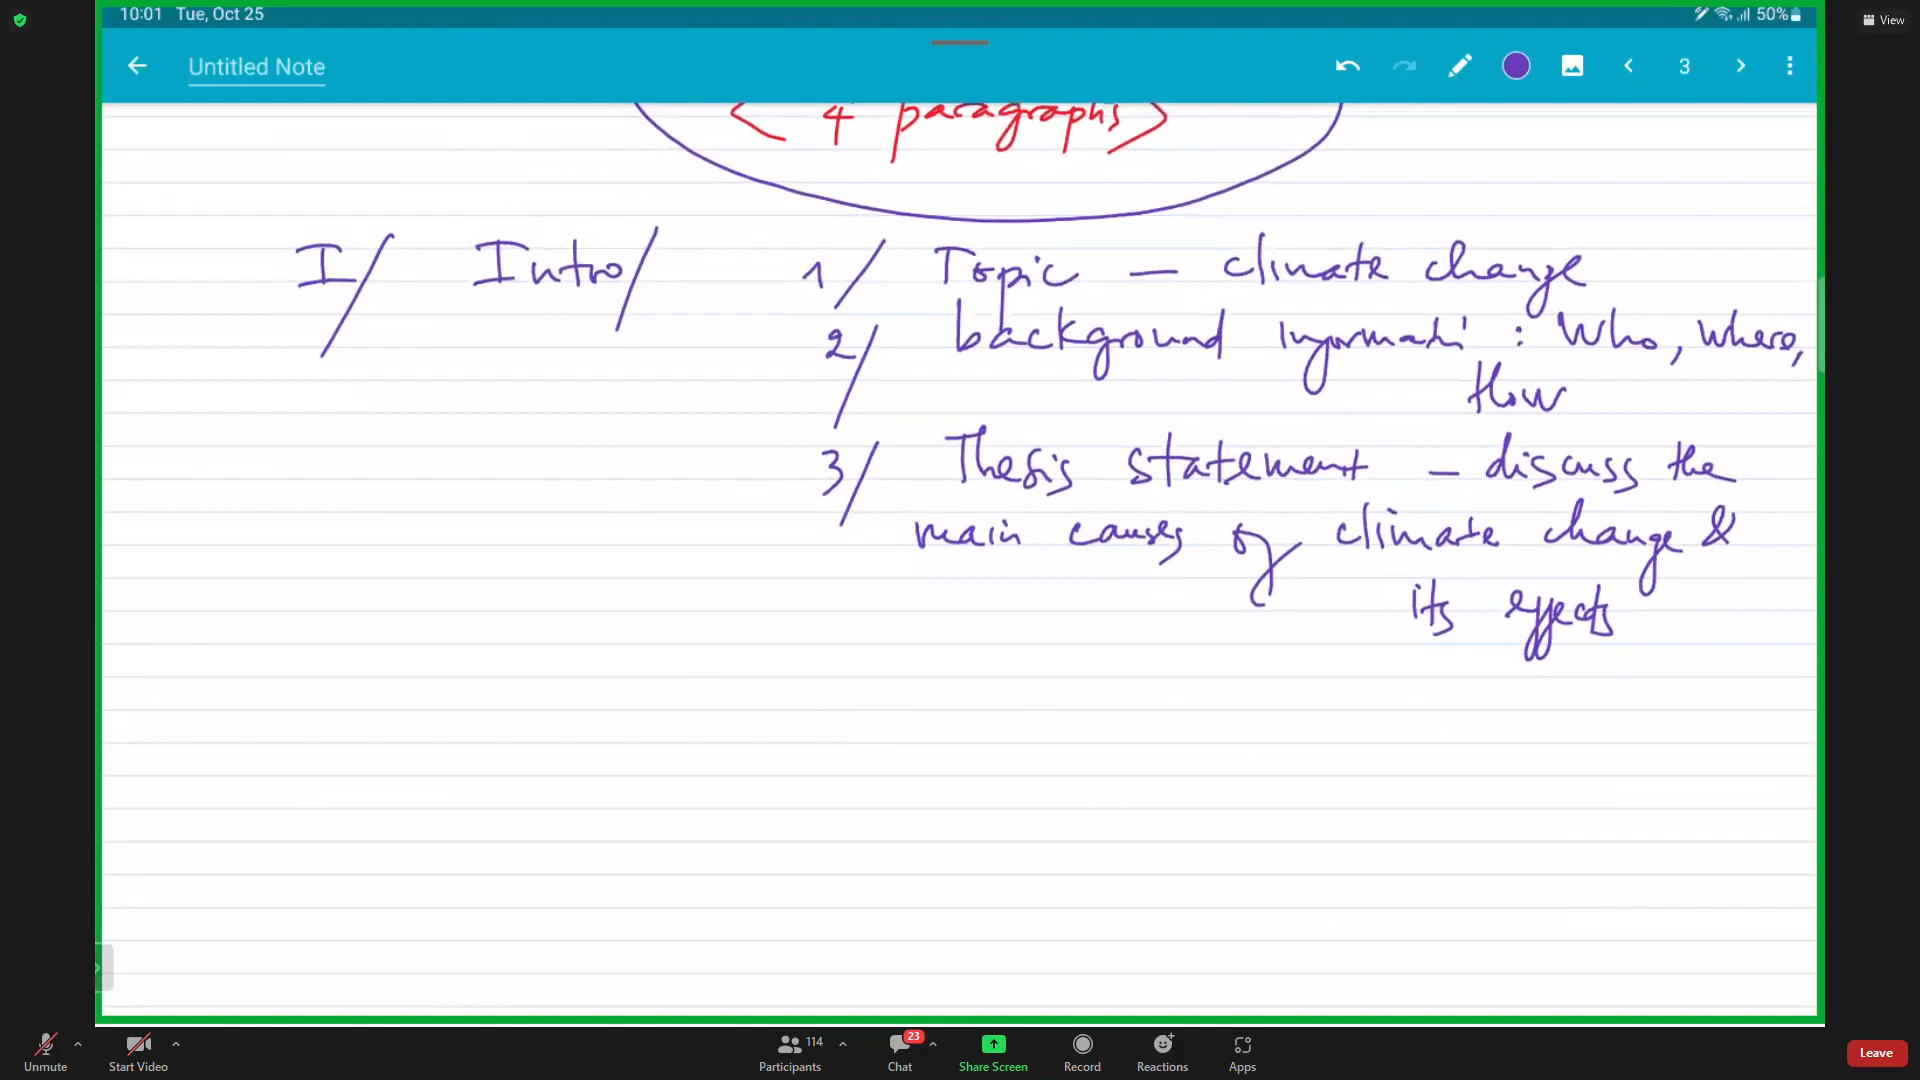 10:01 Tue, Oct 25
50%
View
Untitled Note
3
< 4 paragraphs >
I/ Intro/ 1/ Topic — climate change
2/ background informati : Who, where,
How
3/ Thesis statement – discuss the
main causes of climate change &
its effects
Unmute
Start Video
114
Participants
23
Chat
Share Screen
Record
Reactions
Apps
Leave